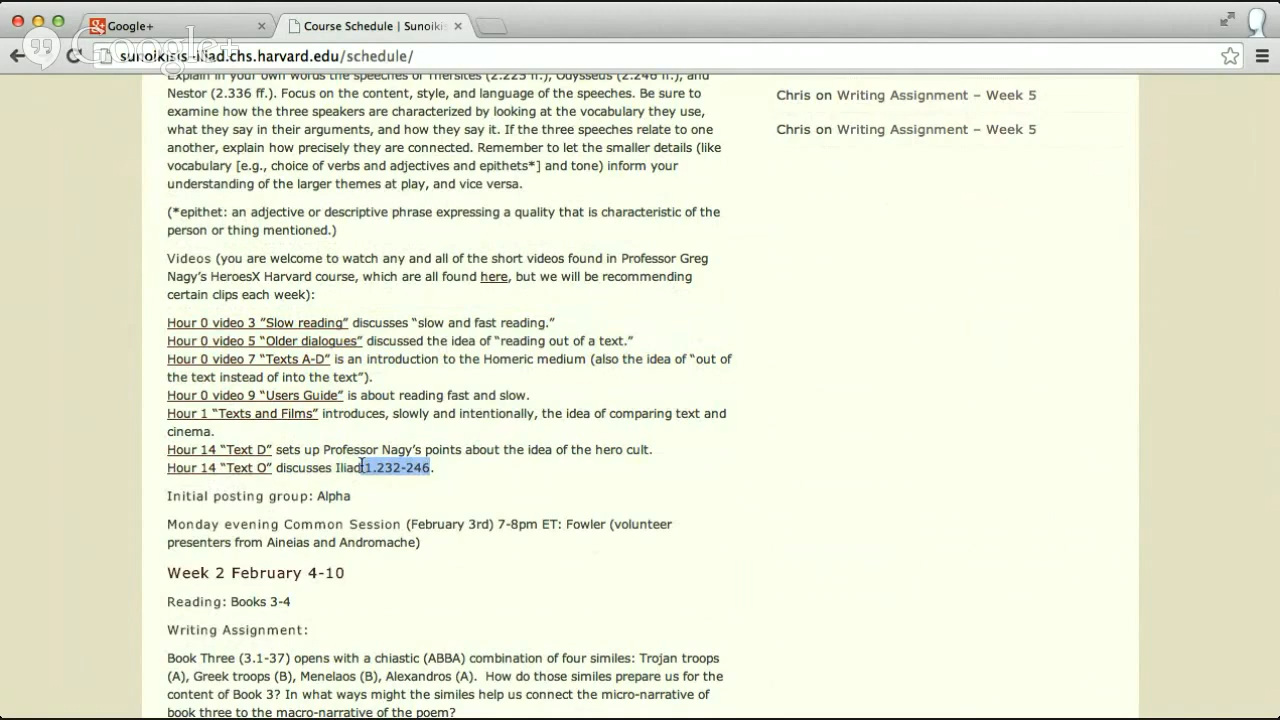 Google+
Course Schedule | Sunoikis
Google+
sunoikisis-iliad.chs.harvard.edu/schedule/
Explain in your own words the speeches of Thersites (2.225 ff.), Odysseus (2.246 ff.), and
Nestor (2.336 ff.). Focus on the content, style, and language of the speeches. Be sure to
examine how the three speakers are characterized by looking at the vocabulary they use,
what they say in their arguments, and how they say it. If the three speeches relate to one
another, explain how precisely they are connected. Remember to let the smaller details (like
vocabulary [e.g., choice of verbs and adjectives and epithets*] and tone) inform your
understanding of the larger themes at play, and vice versa.
(*epithet: an adjective or descriptive phrase expressing a quality that is characteristic of the
person or thing mentioned.)
Videos (you are welcome to watch any and all of the short videos found in Professor Greg
Nagy's HeroesX Harvard course, which are all found here, but we will be recommending
certain clips each week):
Hour 0 video 3 "Slow reading" discusses "slow and fast reading."
Hour 0 video 5 "Older dialogues" discussed the idea of "reading out of a text."
Hour 0 video 7 "Texts A-D" is an introduction to the Homeric medium (also the idea of "out of
the text instead of into the text").
Hour 0 video 9 "Users Guide" is about reading fast and slow.
Hour 1 "Texts and Films" introduces, slowly and intentionally, the idea of comparing text and
cinema.
Hour 14 "Text D" sets up Professor Nagy's points about the idea of the hero cult.
Hour 14 "Text O" discusses Iliad 1.232-246.
Initial posting group: Alpha
Monday evening Common Session (February 3rd) 7-8pm ET: Fowler (volunteer
presenters from Aineias and Andromache)
Week 2 February 4-10
Reading: Books 3-4
Writing Assignment:
Book Three (3.1-37) opens with a chiastic (ABBA) combination of four similes: Trojan troops
(A), Greek troops (B), Menelaos (B), Alexandros (A). How do those similes prepare us for the
content of Book 3? In what ways might the similes help us connect the micro-narrative of
book three to the macro-narrative of the poem?
Chris on Writing Assignment – Week 5
Chris on Writing Assignment – Week 5